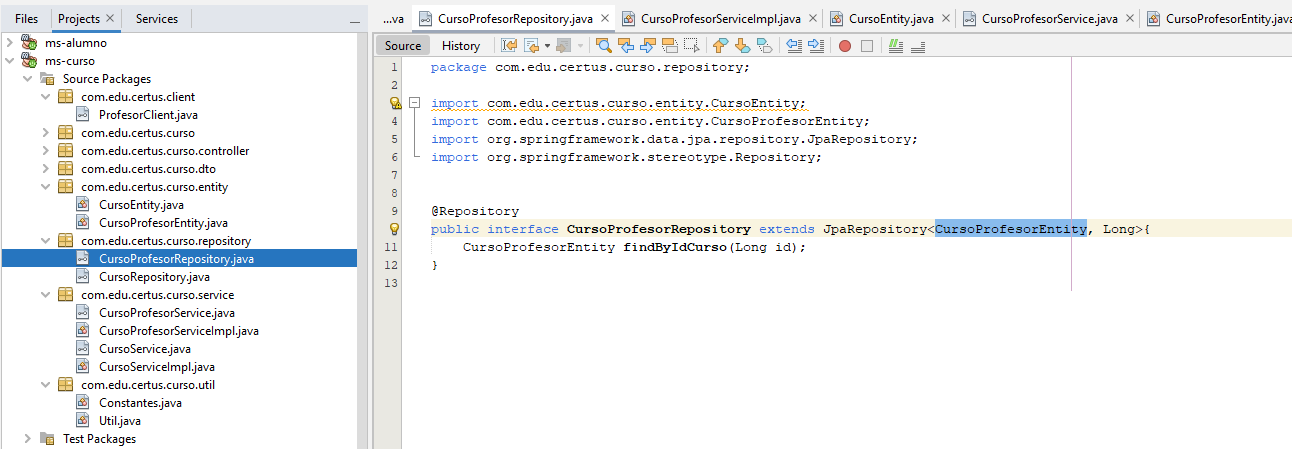 Files
Projects
Services
ms-alumno
ms-curso
Source Packages
com.edu.certus.client
ProfesorClient.java
com.edu.certus.curso
com.edu.certus.curso.controller
com.edu.certus.curso.dto
com.edu.certus.curso.entity
CursoEntity.java
CursoProfesorEntity.java
com.edu.certus.curso.repository
CursoProfesorRepository.java
CursoRepository.java
com.edu.certus.curso.service
CursoProfesorService.java
CursoProfesorServiceImpl.java
CursoService.java
CursoServiceImpl.java
com.edu.certus.curso.util
Constantes.java
Util.java
Test Packages
...va
CursoProfesorRepository.java
CursoProfesorServiceImpl.java
CursoEntity.java
CursoProfesorService.java
CursoProfesorEntity.java
Source
History
1 package com.edu.certus.curso.repository;
2
import com.edu.certus.curso.entity.CursoEntity;
4 import com.edu.certus.curso.entity.CursoProfesorEntity;
5 import org.springframework.data.jpa.repository.JpaRepository;
6 import org.springframework.stereotype.Repository;
7
8
9 @Repository
public interface CursoProfesorRepository extends JpaRepository<CursoProfesorEntity, Long>{
11 CursoProfesorEntity findByIdCurso(Long id);
12 }
13